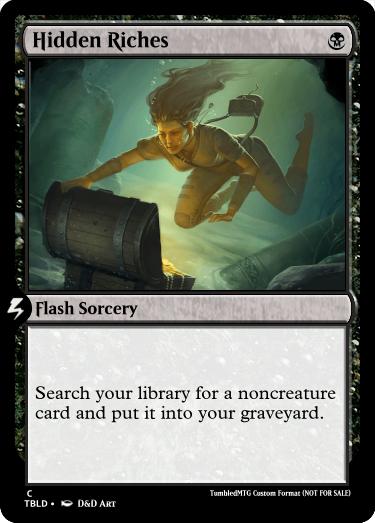 Hidden Riches
Flash Sorcery
Search your library for a noncreature
card and put it into your graveyard.
C
TumbledMTG Custom Format (NOT FOR SALE)
TBLD • D&D Art